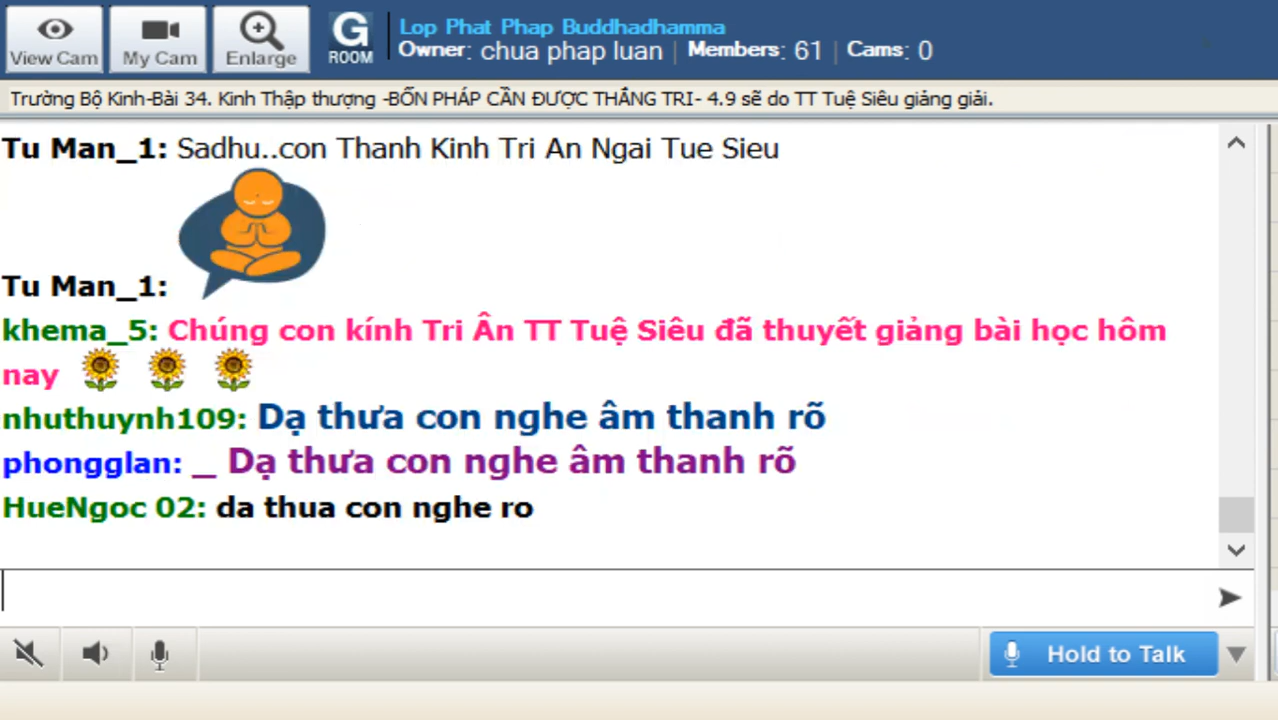 Lop Phat Phap Buddhadhamma
View Cam
My Cam
Enlarge
G ROOM
Owner: chua phap luan | Members: 61 | Cams: 0
Trường Bộ Kinh-Bài 34. Kinh Thập thượng -BỐN PHÁP CẦN ĐƯỢC THẮNG TRI- 4.9 sẽ do TT Tuệ Siêu giảng giải.
Tu Man_1: Sadhu..con Thanh Kinh Tri An Ngai Tue Sieu
Tu Man_1:
khema_5: Chúng con kính Tri Ân TT Tuệ Siêu đã thuyết giảng bài học hôm
nay
nhuthuynh109: Dạ thưa con nghe âm thanh rõ
phongglan: _ Dạ thưa con nghe âm thanh rõ
HueNgoc 02: da thua con nghe ro
Hold to Talk